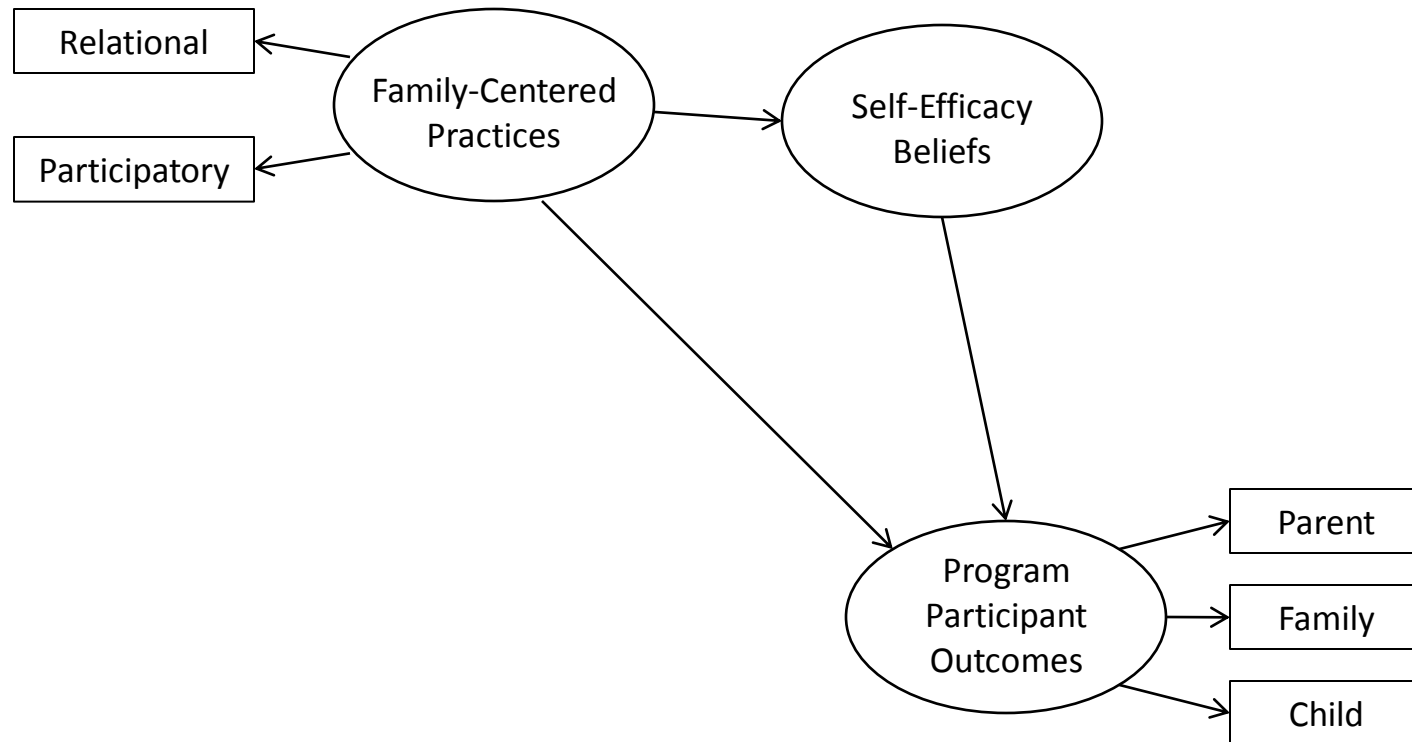 Relational
Participatory
Family-Centered
Practices
Self-Efficacy
Beliefs
Program
Participant
Outcomes
Parent
Family
Child